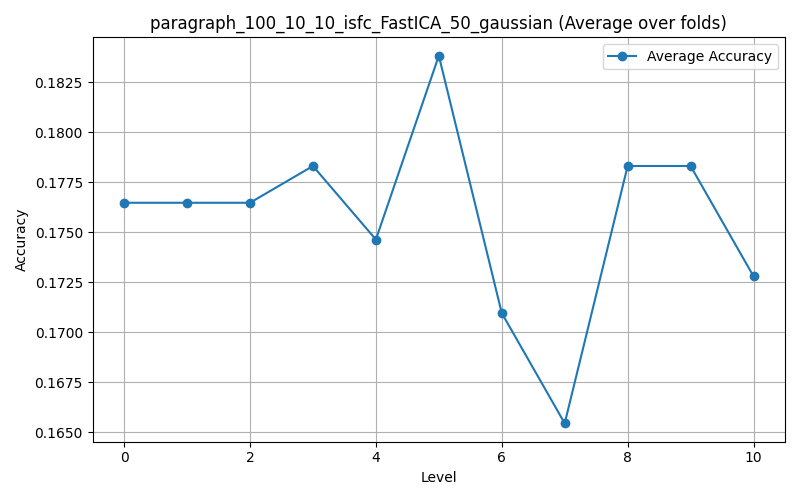 paragraph_100_10_10_isfc_FastICA_50_gaussian (Average over folds)
Average Accuracy
0.1825
0.1800
0.1775
0.1750
0.1725
0.1700
0.1675
0.1650
Accuracy
0 2 4 6 8 10
Level